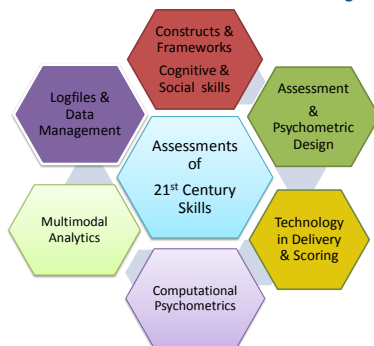 Constructs &
Frameworks
Cognitive &
Social skills
Logfiles &
Data
Management
Assessment
&
Psychometric
Design
Assessments
of
21st Century
Skills
Multimodal
Analytics
Technology
in Delivery
& Scoring
Computational
Psychometrics